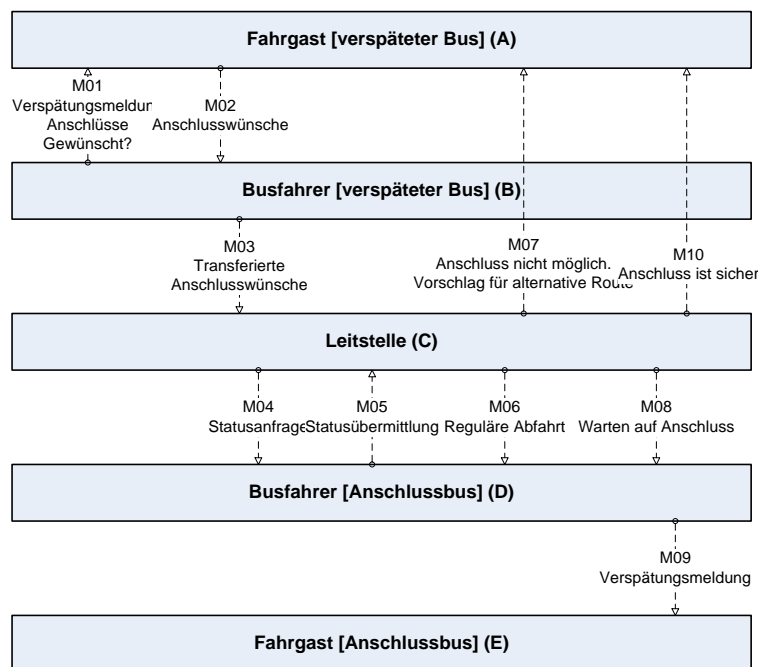 Fahrgast [verspäteter Bus] (A)
M01
Verspätungsmeldun
Anschlüsse
Gewünscht?
M02
Anschlusswünsche
Busfahrer [verspäteter Bus] (B)
M03
Transferierte
Anschlusswünsche
M07
Anschluss nicht möglich.
Vorschlag für alternative Route
M10
Anschluss ist sicher
Leitstelle (C)
M04
Statusanfrage
M05
Statusübermittlung
M06
Reguläre Abfahrt
M08
Warten auf Anschluss
Busfahrer [Anschlussbus] (D)
M09
Verspätungsmeldung
Fahrgast [Anschlussbus] (E)